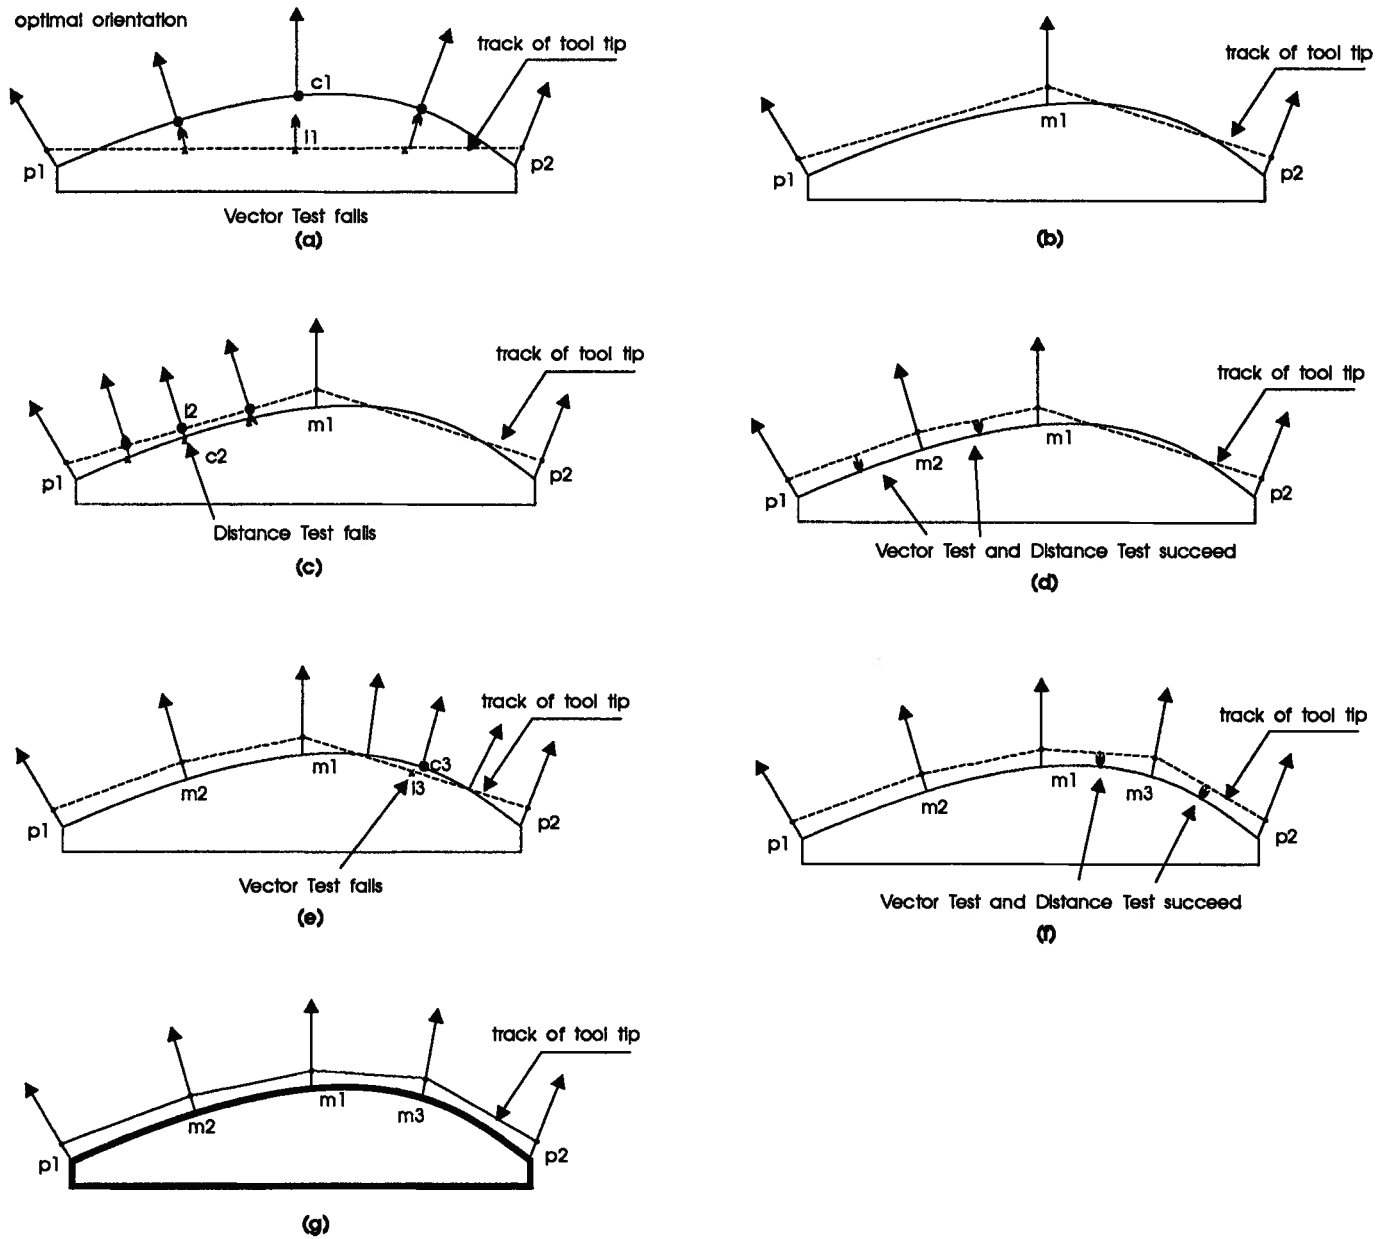 optimal orientation
track of tool tip
c1
l1
p1
p2
Vector Test fails
(a)
track of tool tip
m1
p1
p2
(b)
track of tool tip
l2
m1
c2
p1
p2
Distance Test fails
(c)
track of tool tip
m1
m2
p1
p2
Vector Test and Distance Test succeed
(d)
track of tool tip
m1
c3
l3
m2
p1
p2
Vector Test fails
(e)
track of tool tip
m1
m3
m2
p1
p2
Vector Test and Distance Test succeed
(f)
track of tool tip
m1
m3
m2
p1
p2
(g)